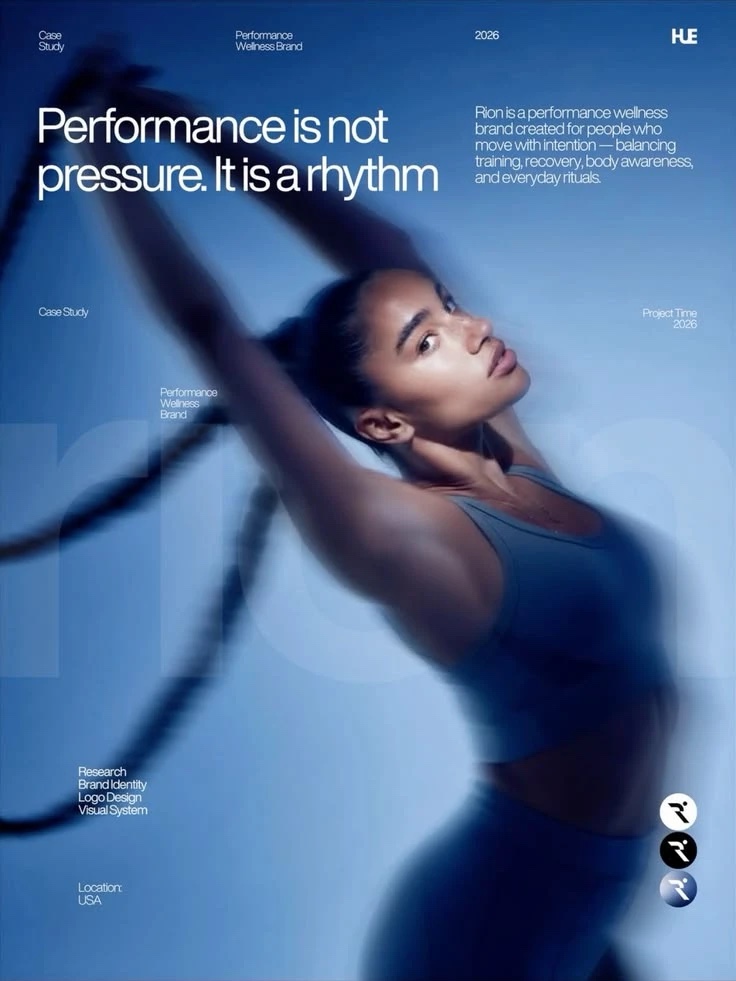 Case
Study
Performance
Wellness Brand
2026
HUE
Performance is not
pressure. It is a rhythm
Rion is a performance wellness
brand created for people who
move with intention — balancing
training, recovery, body awareness,
and everyday rituals.
Case Study
Project Time
2026
Performance
Wellness
Brand
rion
Research
Brand Identity
Logo Design
Visual System
Location:
USA